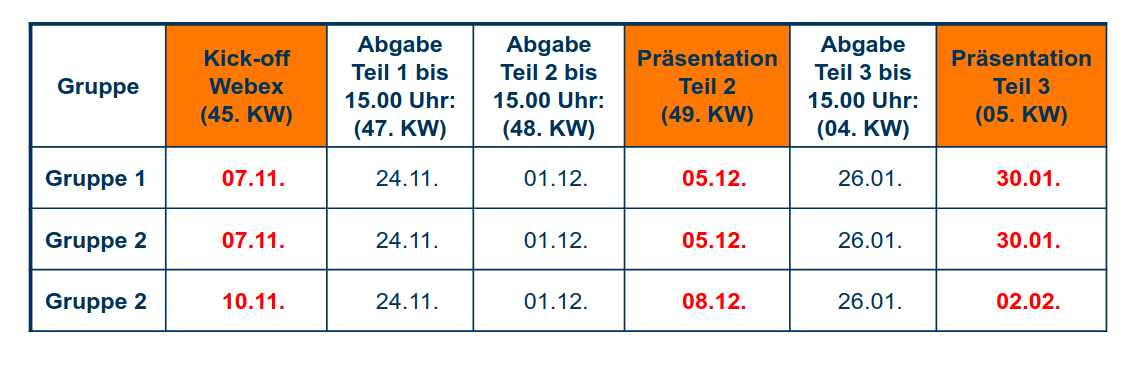 Gruppe
Kick-off
Webex
(45. KW)
Abgabe
Teil 1 bis
15.00 Uhr:
(47. KW)
Abgabe
Teil 2 bis
15.00 Uhr:
(48. KW)
Präsentation
Teil 2
(49. KW)
Abgabe
Teil 3 bis
15.00 Uhr:
(04. KW)
Präsentation
Teil 3
(05. KW)
Gruppe 1 07.11. 24.11. 01.12. 05.12. 26.01. 30.01.
Gruppe 2 07.11. 24.11. 01.12. 05.12. 26.01. 30.01.
Gruppe 2 10.11. 24.11. 01.12. 08.12. 26.01. 02.02.